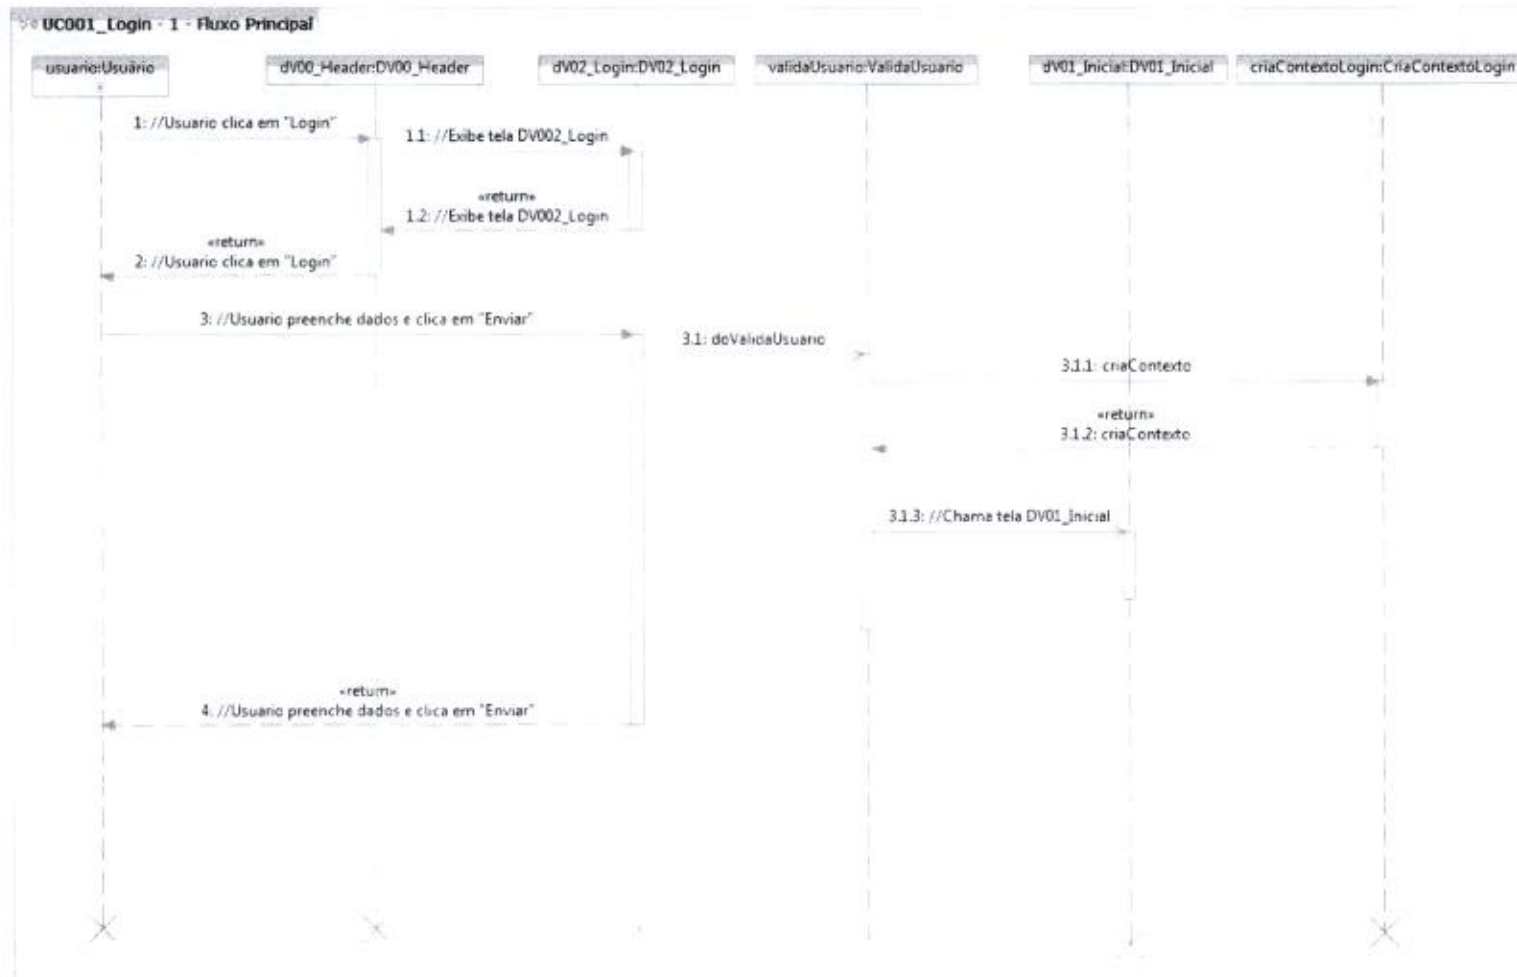 UC001_Login - 1 - Fluxo Principal
usuario:Usuário
dV00_Header:DV00_Header
dV02_Login:DV02_Login
validaUsuario:ValidaUsuario
dV01_Inicial:DV01_Inicial
criaContextoLogin:CriaContextoLogin
1: //Usuario clica em "Login"
1.1: //Exibe tela DV002_Login
«return»
1.2: //Exibe tela DV002_Login
«return»
2: //Usuario clica em "Login"
3: //Usuario preenche dados e clica em "Enviar"
3.1: doValidaUsuario
3.1.1: criaContexto
«return»
3.1.2: criaContexto
3.1.3: //Chama tela DV01_Inicial
«return»
4: //Usuario preenche dados e clica em "Enviar"